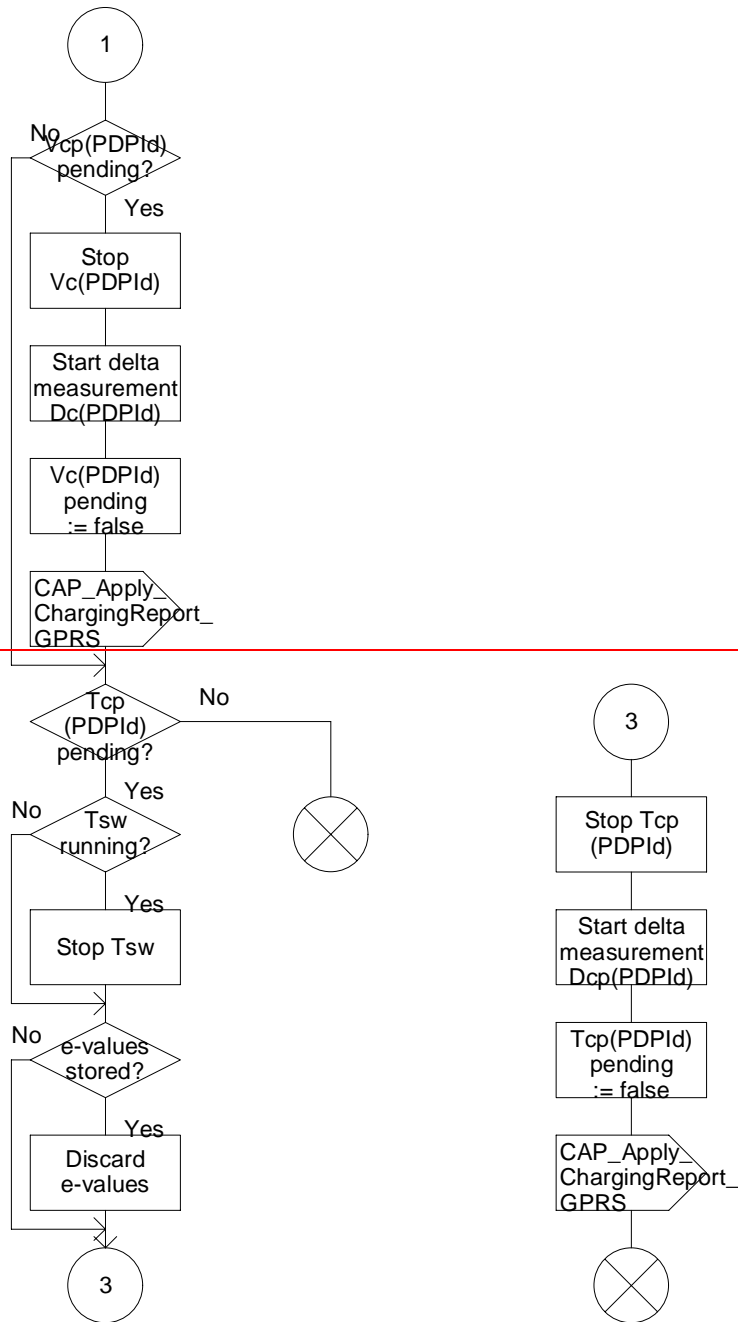 1
No
Vcp(PDPId)
pending?
Yes
Stop
Vc(PDPId)
Start delta
measurement
Dc(PDPId)
Vc(PDPId)
pending
:= false
CAP_Apply_
ChargingReport_
GPRS
Tcp
(PDPId)
pending?
No
Yes
No
Tsw
running?
Yes
Stop Tsw
No
e-values
stored?
Yes
Discard
e-values
3
3
Stop Tcp
(PDPId)
Start delta
measurement
Dcp(PDPId)
Tcp(PDPId)
pending
:= false
CAP_Apply_
ChargingReport_
GPRS